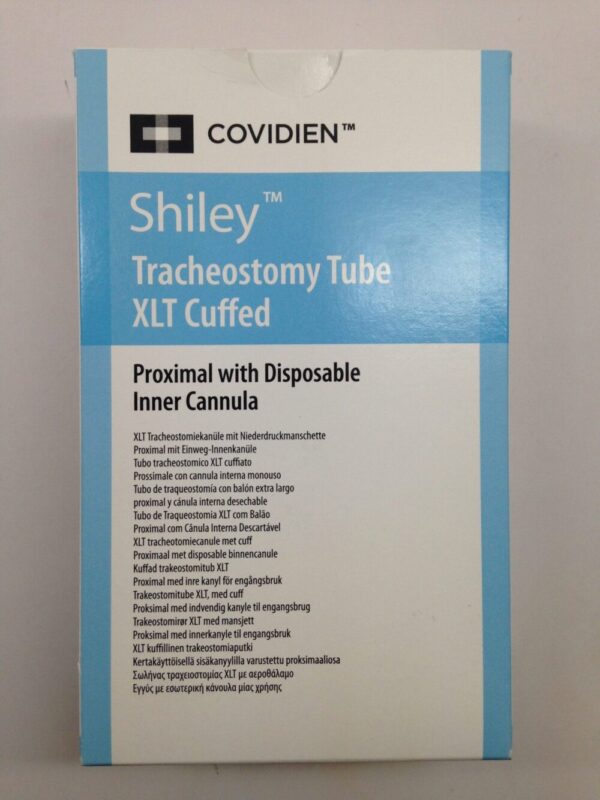 COVIDIEN™
Shiley™
Tracheostomy Tube
XLT Cuffed
Proximal with Disposable
Inner Cannula
XLT Tracheostomiekanüle mit Niederdruckmanschette
Proximal mit Einweg-Innenkanüle
Tubo tracheostomico XLT cuffiato
Prossimale con cannula interna monouso
Tubo de traqueostomía con balón extra largo
proximal y cánula interna desechable
Tubo de Traqueostomia XLT com Balão
Proximal com Cânula Interna Descartável
XLT tracheotomiecanule met cuff
Proximaal met disposable binnencanule
Kuffad trakeostomitub XLT
Proximal med inre kanyl för engångsbruk
Trakeostomitube XLT, med cuff
Proksimal med indvendig kanyle til engangsbrug
Trakeostomirør XLT med mansjett
Proksimal med innerkanyle til engangsbruk
XLT kuffillinen trakeostomiaputki
Kertakäyttöisellä sisäkanyylilla varustettu proksimaaliosa
Σωλήνας τραχειοστομίας XLT με αεροθάλαμο
Εγγύς με εσωτερική κάνουλα μίας χρήσης